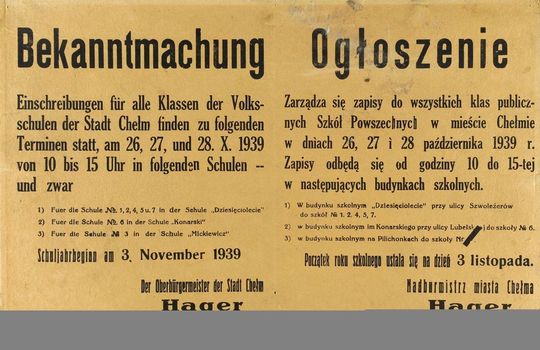 Bekanntmachung
Einschreibungen für alle Klassen der Volks-
schulen der Stadt Chelm finden zu folgenden
Terminen statt, am 26, 27, und 28. X. 1939
von 10 bis 15 Uhr in folgenden Schulen --
und zwar
1) Fuer die Schule №. 1, 2, 4, 5 u. 7 in der Sehule „Dziesięciolecie"
2) Fuer die Schule № 6 in der Schule „Konarski"
3) Fuer die Sehule № 3 in der Schule „Mickiewicz"
Schuljahrbeginn am 3. November 1939
Der Oberbürgermeister der Stadt Chelm
Hager
Ogłoszenie
Zarządza się zapisy do wszystkich klas publicz-
nych Szkół Powszechnych w mieście Chełmie
w dniach 26, 27 i 28 października 1939 r.
Zapisy odbędą się od godziny 10 do 15-tej
w następujących budynkach szkolnych.
1) W budynku szkolnym „Dziesięciolecie" przy ulicy Szwoleżerów
do szkół № 1. 2. 4, 5, 7.
2) w budynku szkolnym im Konarskiego przy ulicy Lubelsk j do szkoły № 6.
3) w budynku szkolnym na Pilichonkach do szkoły Nr
Początek roku szkolnego ustala się na dzień 3 listopada.
Nadburmistrz miasta Chełma
Hager